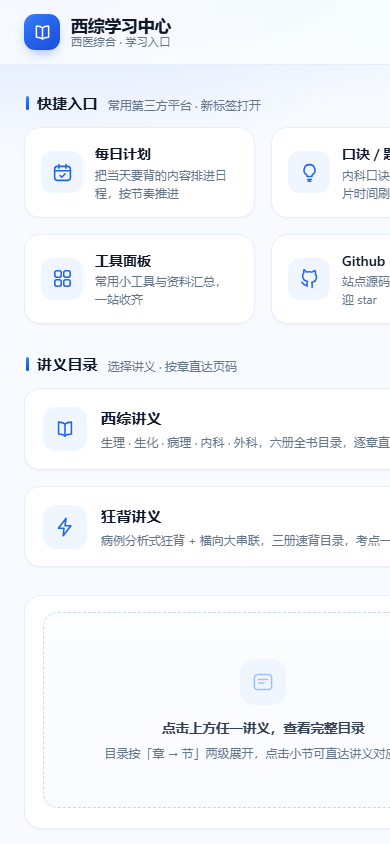 西综学习中心
西医综合 · 学习入口
快捷入口 常用第三方平台 · 新标签打开
每日计划
把当天要背的内容排进日
程，按节奏推进
口诀 /
内科口诀
片时间刷
工具面板
常用小工具与资料汇总，
一站收齐
Github
站点源码
迎 star
讲义目录 选择讲义 · 按章直达页码
西综讲义
生理 · 生化 · 病理 · 内科 · 外科，六册全书目录，逐章直
狂背讲义
病例分析式狂背 + 横向大串联，三册速背目录，考点一
点击上方任一讲义，查看完整目录
目录按「章 → 节」两级展开，点击小节可直达讲义对